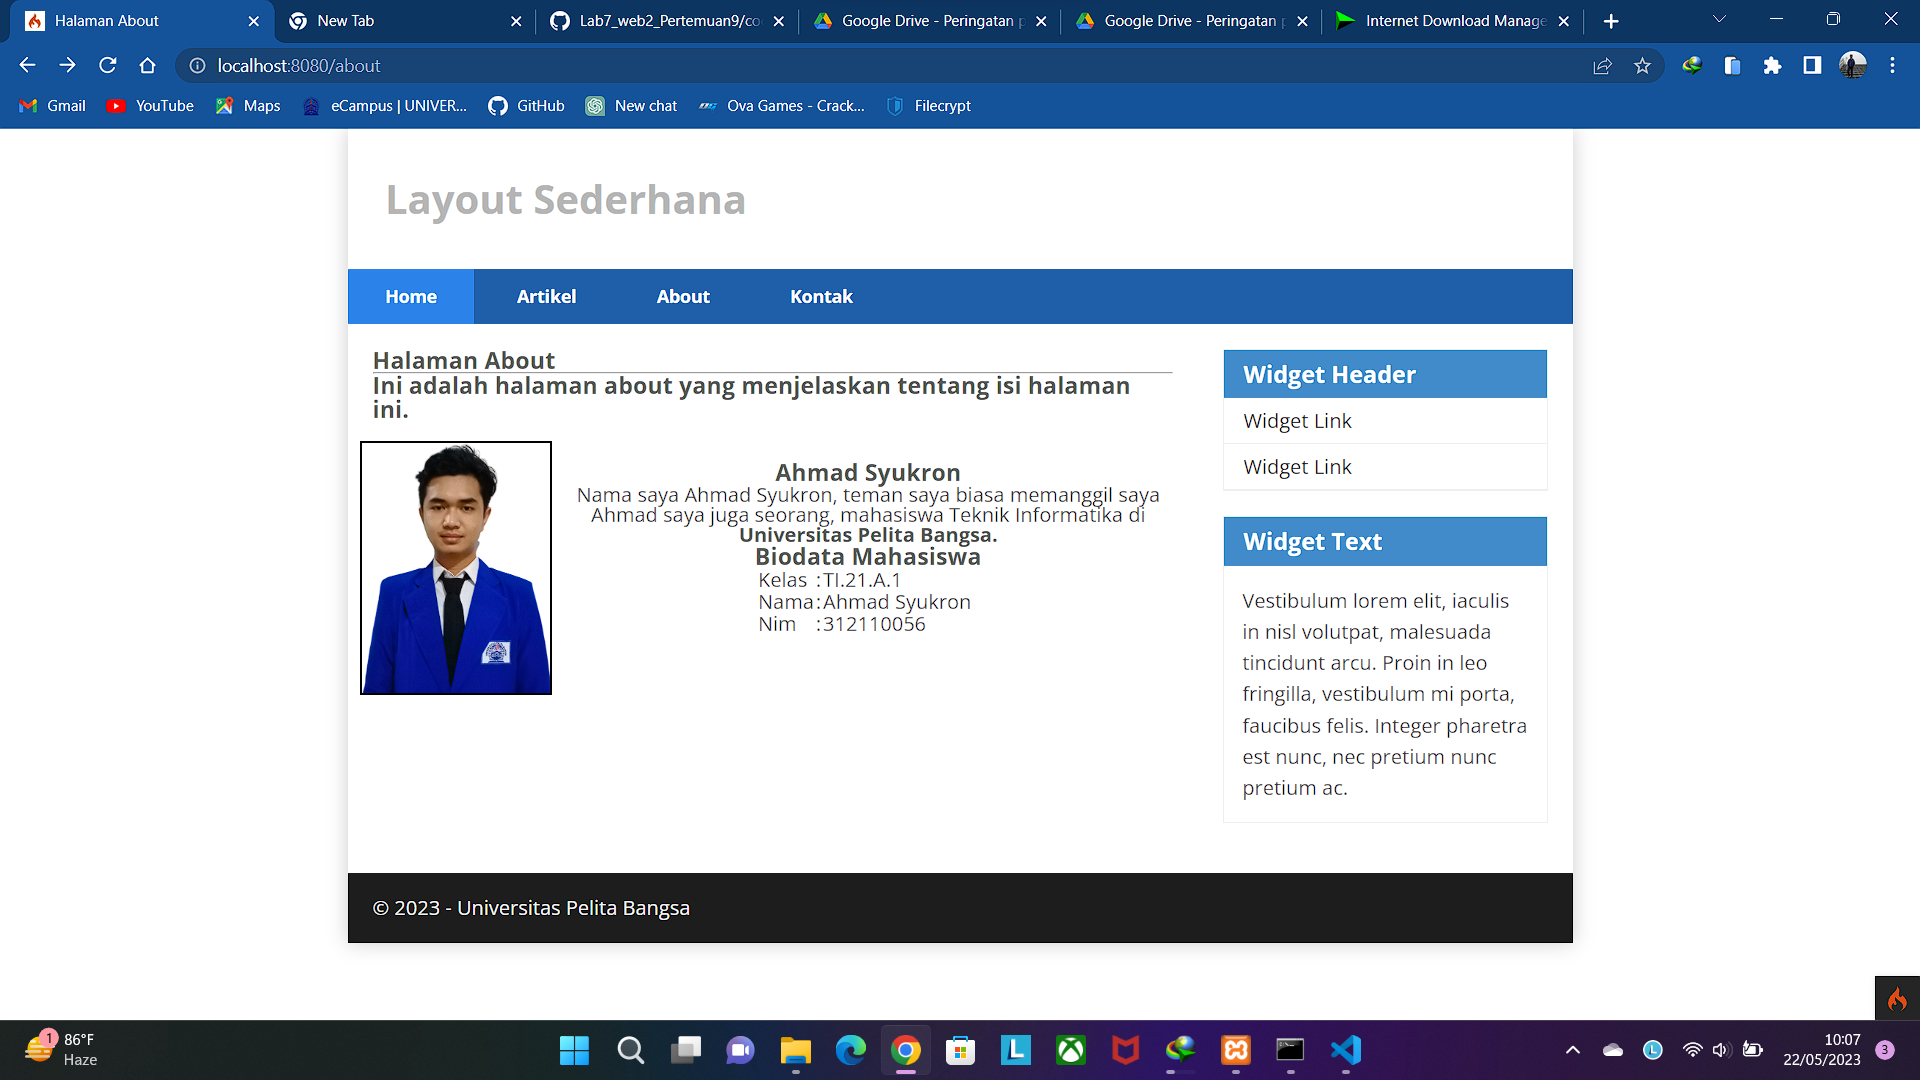 Halaman About
New Tab
Lab7_web2_Pertemuan9/co
Google Drive - Peringatan
Google Drive - Peringatan
Internet Download Manage
localhost:8080/about
Gmail
YouTube
Maps
eCampus | UNIVER...
GitHub
New chat
Ova Games - Crack...
Filecrypt
Layout Sederhana
Home
Artikel
About
Kontak
Halaman About
Ini adalah halaman about yang menjelaskan tentang isi halaman
ini.
Ahmad Syukron
Nama saya Ahmad Syukron, teman saya biasa memanggil saya
Ahmad saya juga seorang, mahasiswa Teknik Informatika di
Universitas Pelita Bangsa.
Biodata Mahasiswa
Kelas :TI.21.A.1
Nama:Ahmad Syukron
Nim :312110056
Widget Header
Widget Link
Widget Link
Widget Text
Vestibulum lorem elit, iaculis
in nisl volutpat, malesuada
tincidunt arcu. Proin in leo
fringilla, vestibulum mi porta,
faucibus felis. Integer pharetra
est nunc, nec pretium nunc
pretium ac.
© 2023 - Universitas Pelita Bangsa
1
86°F
Haze
L
L
10:07
22/05/2023
3